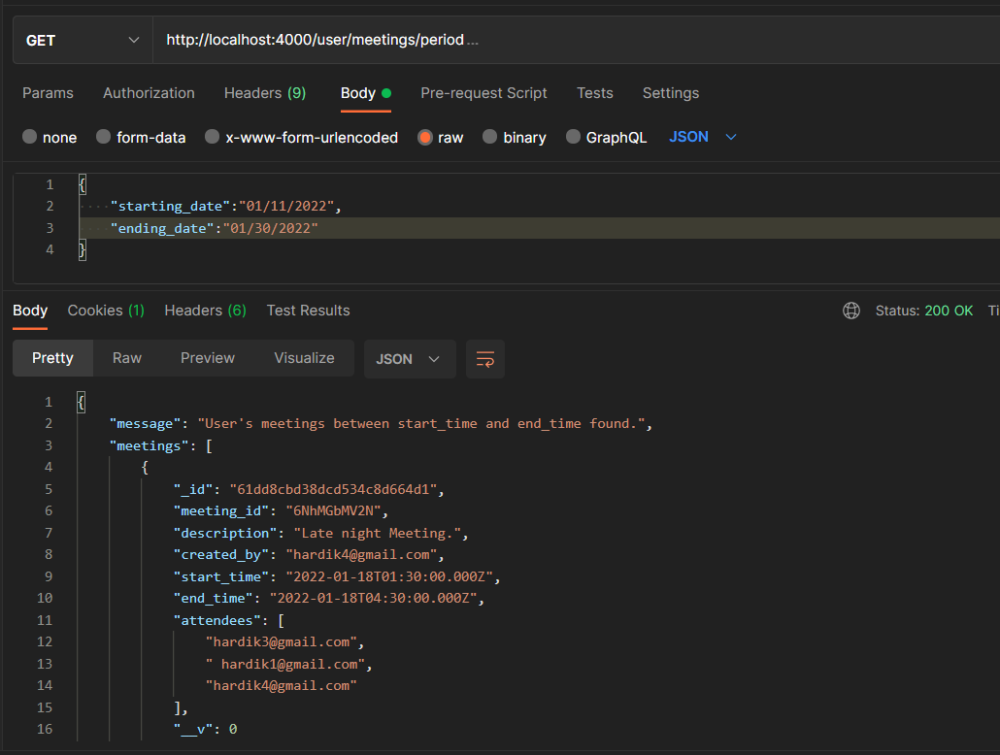 GET http://localhost:4000/user/meetings/period ...
Params Authorization Headers (9) Body Pre-request Script Tests Settings
none form-data x-www-form-urlencoded raw binary GraphQL JSON
1 {
2 ····"starting_date":"01/11/2022",
3 ····"ending_date":"01/30/2022"
4 }
Body Cookies (1) Headers (6) Test Results Status: 200 OK Ti
Pretty Raw Preview Visualize JSON
1 {
2 "message": "User's meetings between start_time and end_time found.",
3 "meetings": [
4 {
5 "_id": "61dd8cbd38dcd534c8d664d1",
6 "meeting_id": "6NhMGbMV2N",
7 "description": "Late night Meeting.",
8 "created_by": "hardik4@gmail.com",
9 "start_time": "2022-01-18T01:30:00.000Z",
10 "end_time": "2022-01-18T04:30:00.000Z",
11 "attendees": [
12 "hardik3@gmail.com",
13 " hardik1@gmail.com",
14 "hardik4@gmail.com"
15 ],
16 "__v": 0